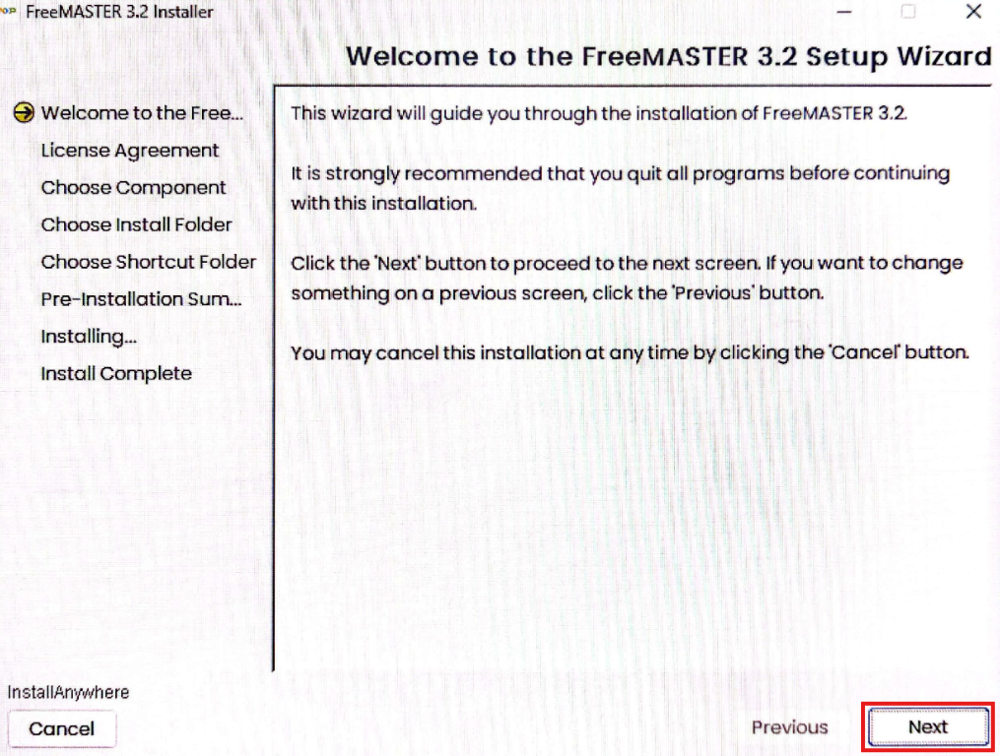 FreeMASTER 3.2 Installer
Welcome to the FreeMASTER 3.2 Setup Wizard
Welcome to the Free...
License Agreement
Choose Component
Choose Install Folder
Choose Shortcut Folder
Pre-Installation Sum...
Installing...
Install Complete
This wizard will guide you through the installation of FreeMASTER 3.2.
It is strongly recommended that you quit all programs before continuing
with this installation.
Click the 'Next' button to proceed to the next screen. If you want to change
something on a previous screen, click the 'Previous' button.
You may cancel this installation at any time by clicking the 'Cancel' button.
InstallAnywhere
Cancel
Previous
Next